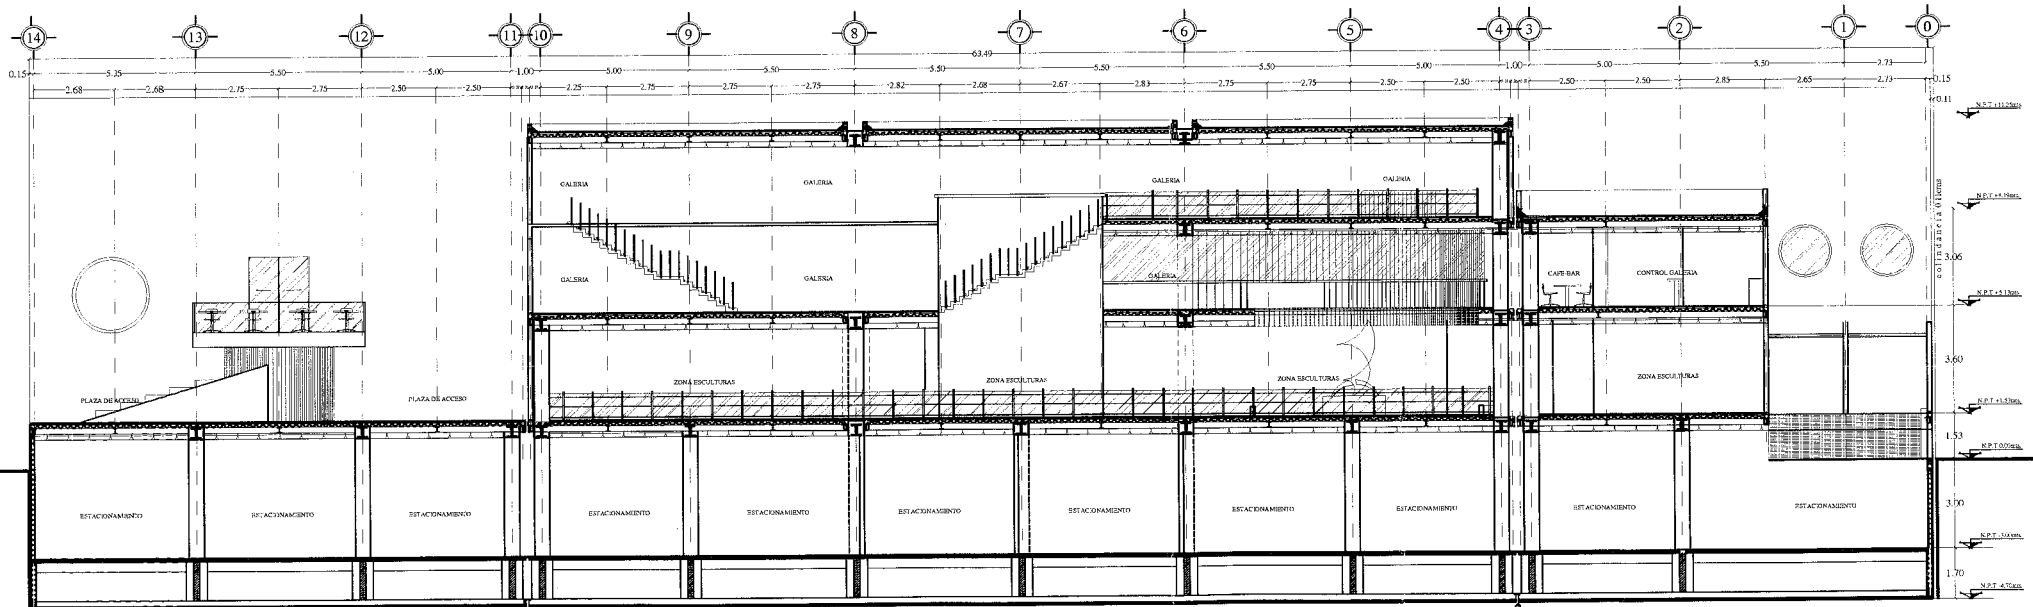 14 13 12 11 10 9 8 7 6 5 4 3 2 1 0
63.49
0.15 5.35 5.50 5.00 1.00 5.00 5.50 5.50 5.50 5.50 5.00 1.00 5.00 5.50 2.73 0.15
2.68 2.68 2.75 2.75 2.50 2.50 2.25 2.75 2.75 2.75 2.82 2.68 2.67 2.83 2.75 2.75 2.50 2.50 2.50 2.50 2.85 2.65 2.73 0.11
GALERIA GALERIA GALERIA GALERIA
GALERIA GALERIA GALERIA CAFE-BAR CONTROL GALERIA
3.06
3.60
PLAZA DE ACCESO PLAZA DE ACCESO ZONA ESCULTURAS ZONA ESCULTURAS ZONA ESCULTURAS ZONA ESCULTURAS
1.53
N.P.T 0.00mts
ESTACIONAMIENTO ESTACIONAMIENTO ESTACIONAMIENTO ESTACIONAMIENTO ESTACIONAMIENTO ESTACIONAMIENTO ESTACIONAMIENTO ESTACIONAMIENTO ESTACIONAMIENTO ESTACIONAMIENTO ESTACIONAMIENTO
3.00
N.P.T -3.00mts
1.70
N.P.T -4.70mts